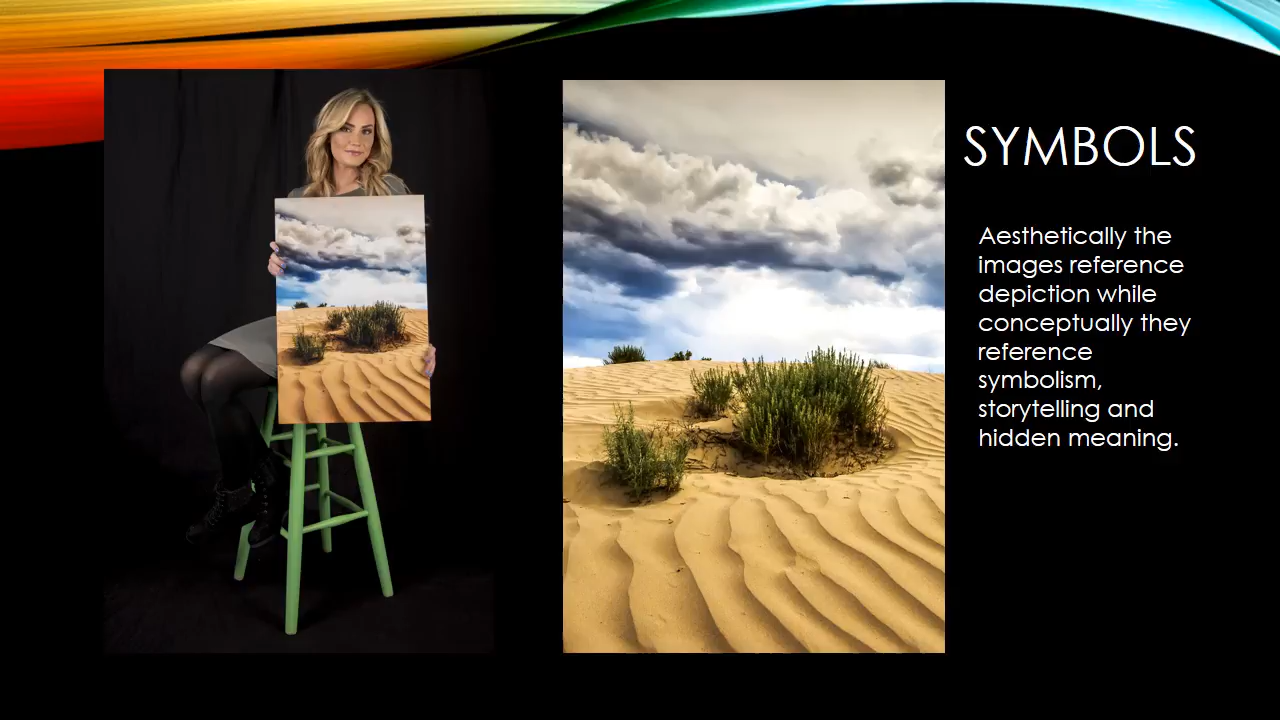 SYMBOLS
Aesthetically the
images reference
depiction while
conceptually they
reference
symbolism,
storytelling and
hidden meaning.